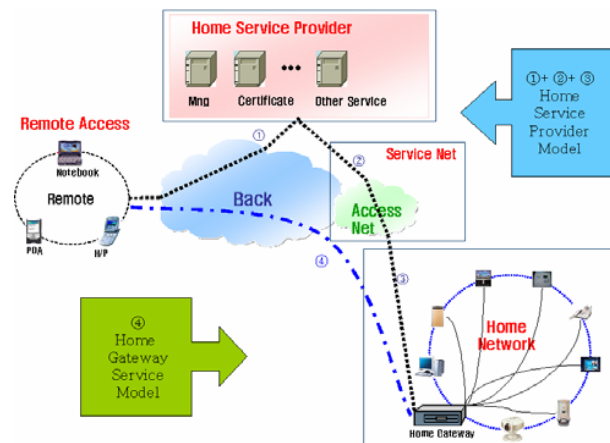 Home Service Provider
Mng
Certificate
Other Service
①+ ②+ ③
Home
Service
Provider
Model
Remote Access
Notebook
Remote
PDA
H/P
①
②
Service Net
Back
Access
Net
④
③
④
Home
Gateway
Service
Model
Home
Network
Home Gateway